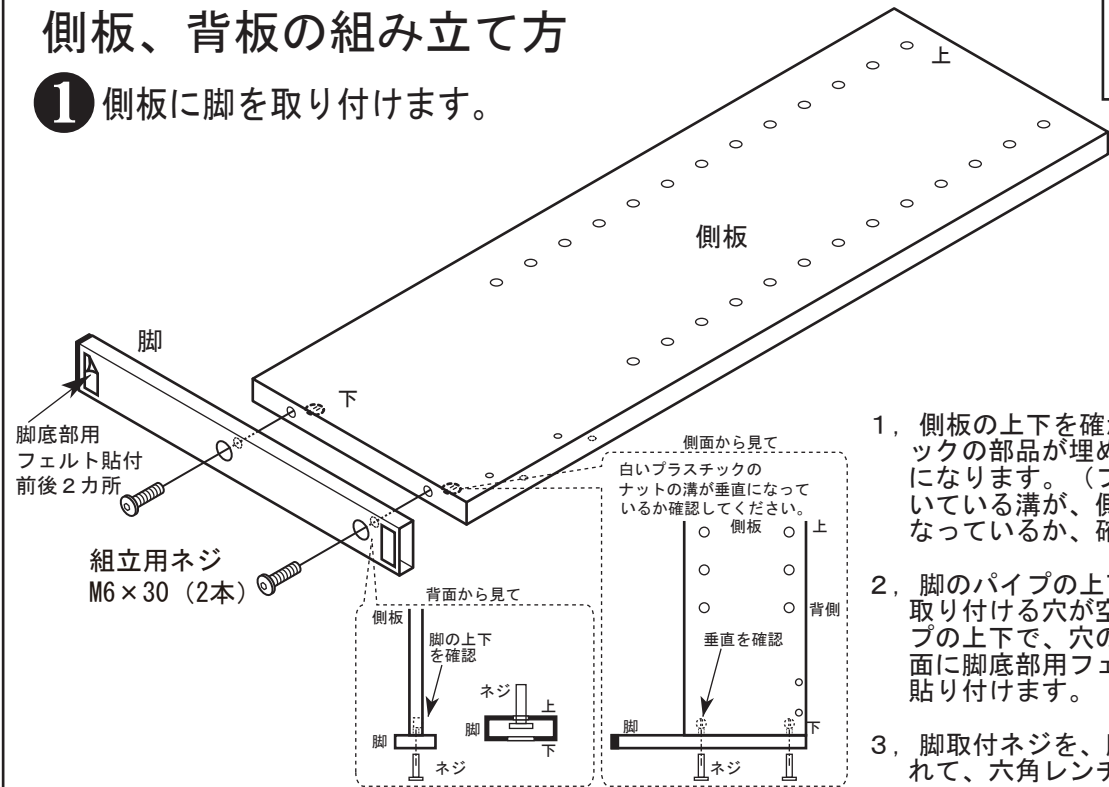 側板、背板の組み立て方
1 側板に脚を取り付けます。
上
側板
脚
下
脚底部用
フェルト貼付
前後2カ所
組立用ネジ
M6×30(2本)
背面から見て
側板
脚の上下
を確認
脚
ネジ
ネジ
上
脚
下
側面から見て
白いプラスチックの
ナットの溝が垂直になって
いるか確認してください。
側板
上
背側
垂直を確認
脚
下
ネジ
1, 側板の上下を確
ックの部品が埋め
になります。(
いている溝が、側
なっているか、確
2, 脚のパイプの上
取り付ける穴が空
プの上下で、穴の
面に脚底部用フェ
貼り付けます。
3, 脚取付ネジを、
れて、六角レンチ